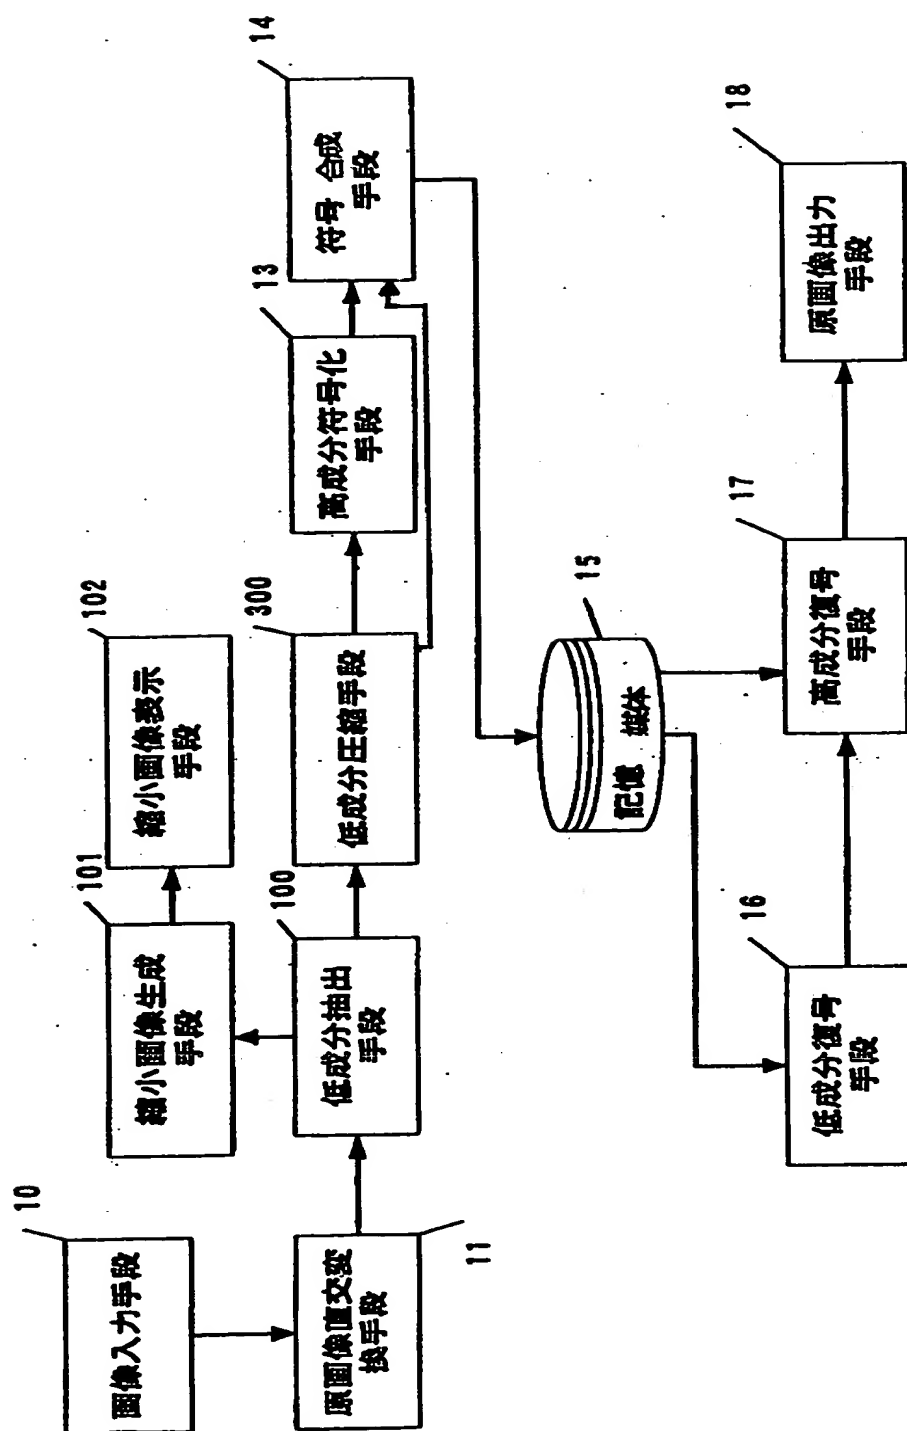 10
画像入力手段
原画像直交変
換手段
11
縮小画像生成
手段
101
縮小画像表示
手段
102
低成分抽出
手段
100
低成分圧縮手段
300
高成分符号化
手段
13
符号 合成
手段
14
記憶 媒体
15
低成分復号
手段
16
高成分復号
手段
17
原画像出力
手段
18